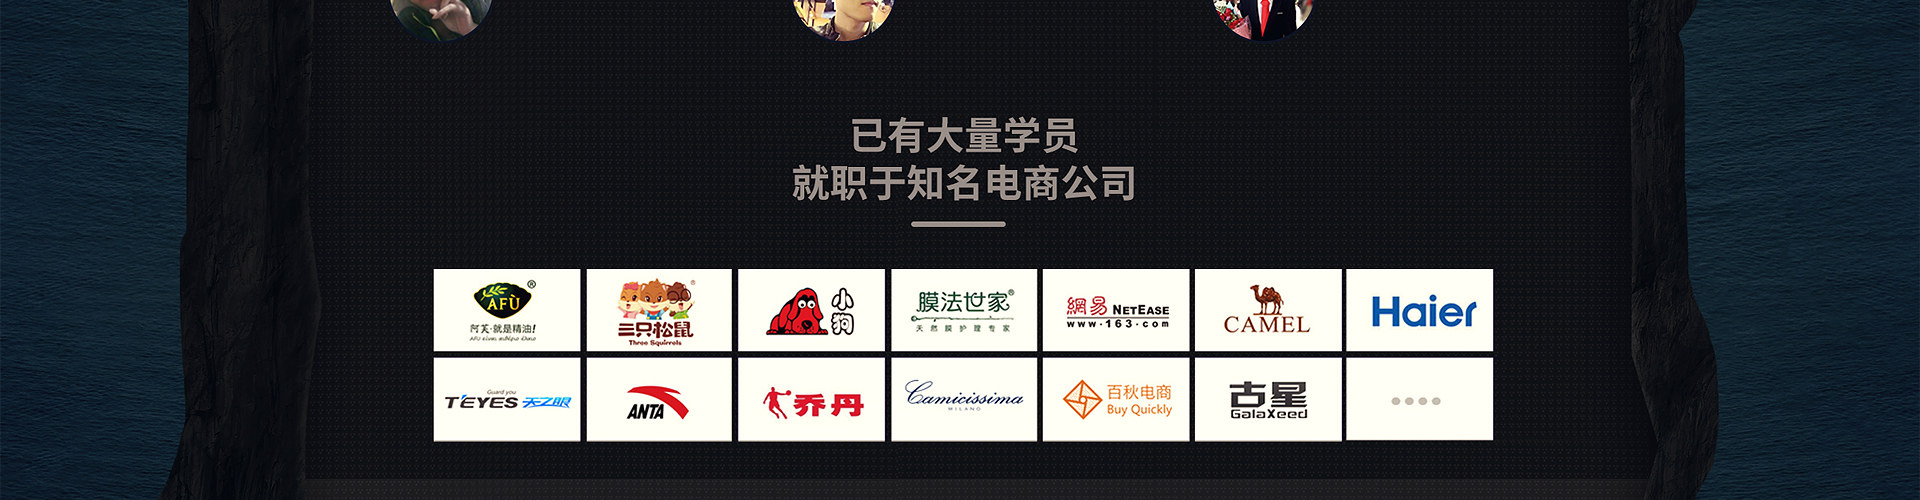 已有大量学员
就职于知名电商公司
AFÙ®
阿芙·就是精油!
三只松鼠®
Three Squirrels
小狗
膜法世家®
天然膜护理专家
網易 NETEASE
www.163.com
CAMEL
Haier
Guard you
T'EYES 天之眼
ANTA
乔丹
Camicissima
MILANO
百秋电商
Buy Quickly
古星
GalaXeed